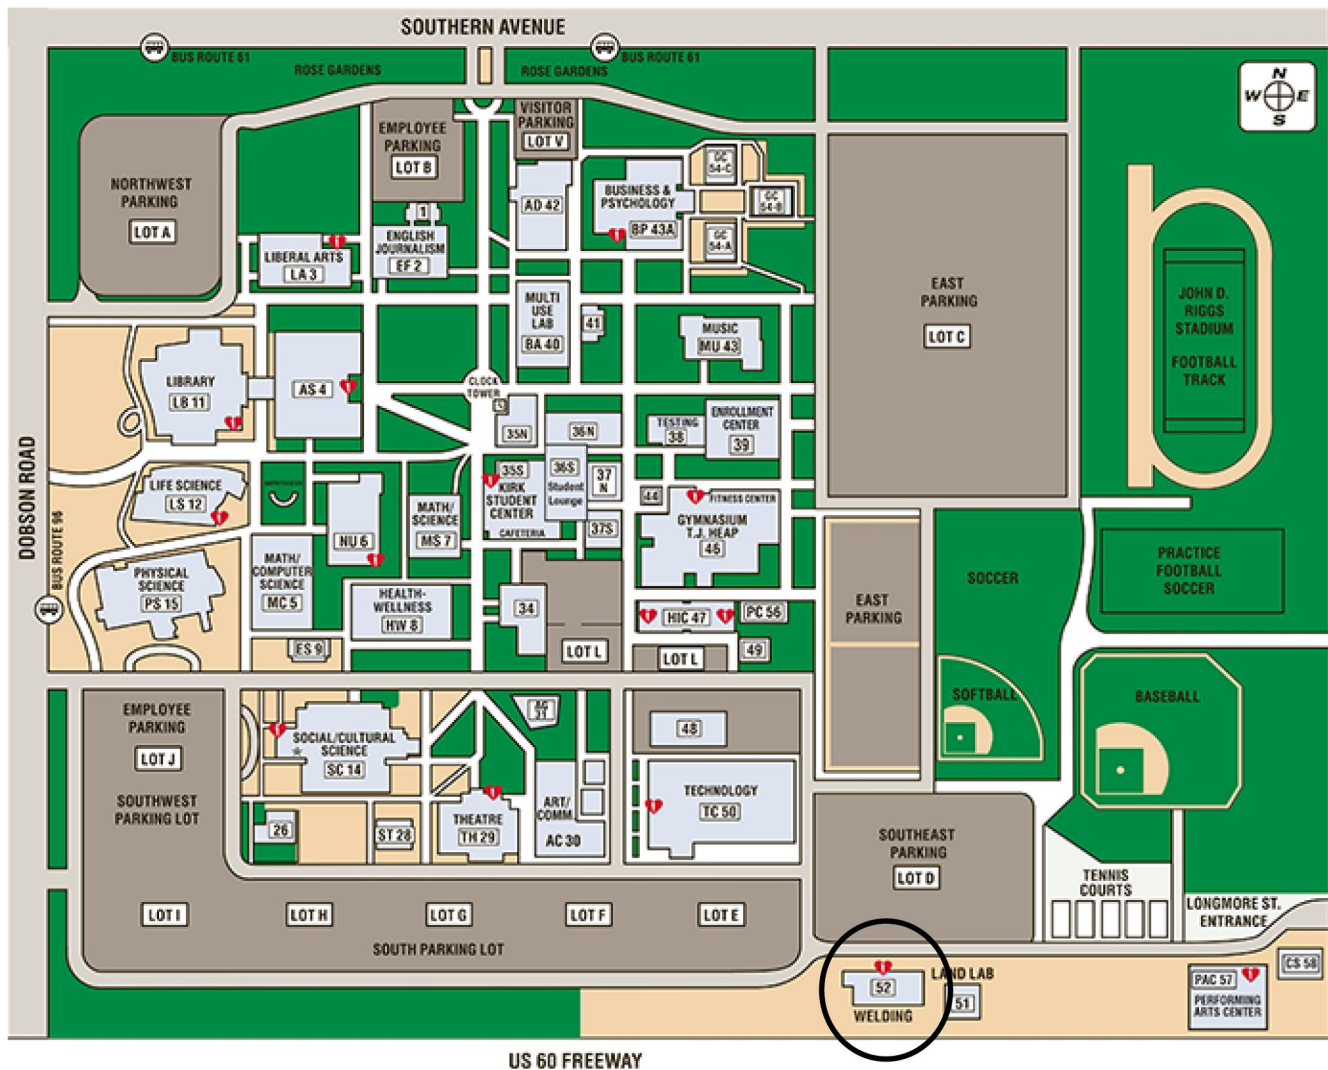 SOUTHERN AVENUE
BUS ROUTE 61
ROSE GARDENS
ROSE GARDENS
BUS ROUTE 61
N
W E
S
NORTHWEST
PARKING
LOT A
EMPLOYEE
PARKING
LOT B
VISITOR
PARKING
LOT V
1
ENGLISH
JOURNALISM
EF 2
LIBERAL ARTS
LA 3
AD 42
BUSINESS &
PSYCHOLOGY
BP 43A
GC
54-C
GC
54-B
GC
54-A
EAST
PARKING
LOT C
JOHN D.
RIGGS
STADIUM
FOOTBALL
TRACK
MULTI
USE
LAB
BA 40
41
MUSIC
MU 43
LIBRARY
LB 11
AS 4
CLOCK
TOWER
35N
36N
TESTING
38
ENROLLMENT
CENTER
39
DOBSON ROAD
BUS ROUTE 96
LIFE SCIENCE
LS 12
NU 6
MATH/
SCIENCE
MS 7
35S
KIRK
STUDENT
CENTER
CAFETERIA
36S
Student
Lounge
37
N
37S
44
FITNESS CENTER
GYMNASIUM
T.J. HEAP
46
PHYSICAL
SCIENCE
PS 15
MATH/
COMPUTER
SCIENCE
MC 5
HEALTH-
WELLNESS
HW 8
ES 9
34
LOT L
HIC 47
PC 56
LOT L
49
EAST
PARKING
SOCCER
PRACTICE
FOOTBALL
SOCCER
SOFTBALL
BASEBALL
EMPLOYEE
PARKING
LOT J
SOUTHWEST
PARKING LOT
SOCIAL/CULTURAL
SCIENCE
SC 14
AC
31
48
26
ST 28
THEATRE
TH 29
ART/
COMM.
AC 30
TECHNOLOGY
TC 50
SOUTHEAST
PARKING
LOT D
TENNIS
COURTS
LONGMORE ST.
ENTRANCE
LOT I
LOT H
LOT G
LOT F
LOT E
SOUTH PARKING LOT
52
WELDING
LAND LAB
51
PAC 57
PERFORMING
ARTS CENTER
CS 58
US 60 FREEWAY